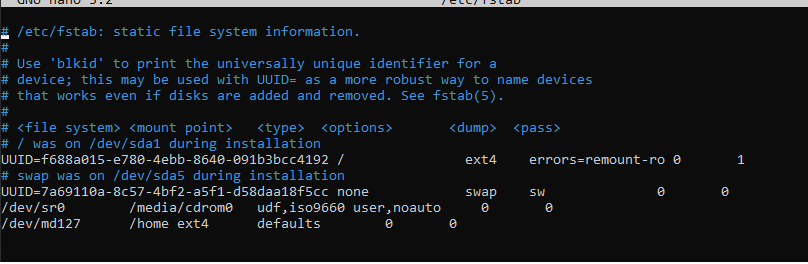 GNU nano 3.2 /etc/fstab
# /etc/fstab: static file system information.
#
# Use 'blkid' to print the universally unique identifier for a
# device; this may be used with UUID= as a more robust way to name devices
# that works even if disks are added and removed. See fstab(5).
#
# <file system> <mount point>   <type>  <options>       <dump>  <pass>
# / was on /dev/sda1 during installation
UUID=f688a015-e780-4ebb-8640-091b3bcc4192 /               ext4    errors=remount-ro 0       1
# swap was on /dev/sda5 during installation
UUID=7a69110a-8c57-4bf2-a5f1-d58daa18f5cc none            swap    sw              0       0
/dev/sr0        /media/cdrom0   udf,iso9660 user,noauto     0       0
/dev/md127      /home ext4      defaults        0       0